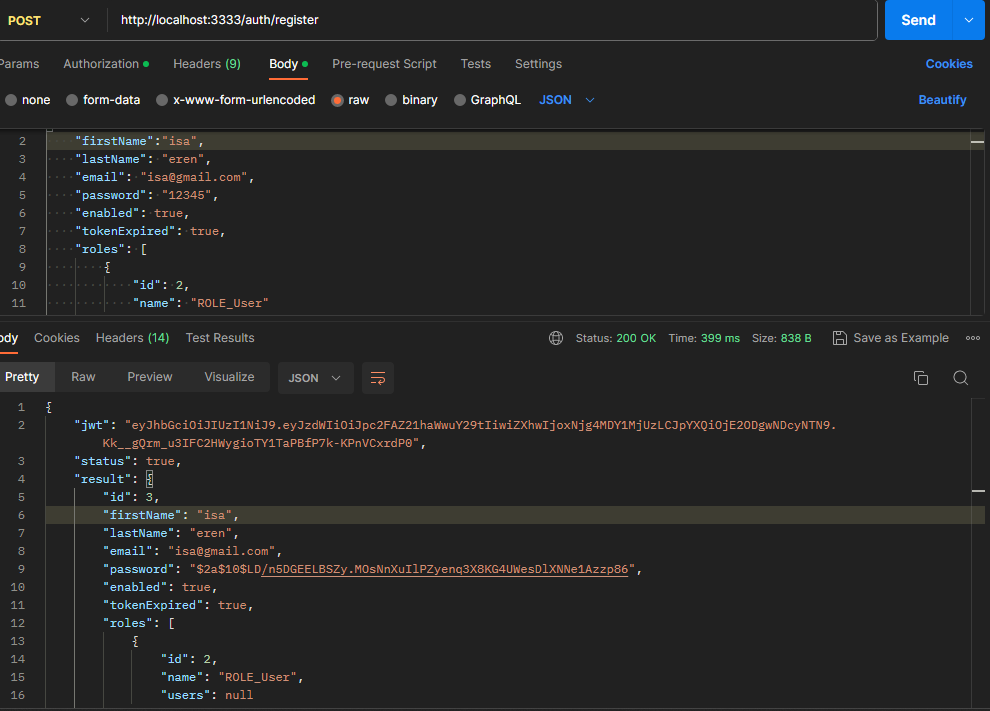 POST http://localhost:3333/auth/register Send
Params Authorization Headers (9) Body Pre-request Script Tests Settings Cookies
none form-data x-www-form-urlencoded raw binary GraphQL JSON Beautify
2 "firstName":"isa",
3 "lastName": "eren",
4 "email": "isa@gmail.com",
5 "password": "12345",
6 "enabled": true,
7 "tokenExpired": true,
8 "roles": [
9 {
10 "id": 2,
11 "name": "ROLE_User"
ody Cookies Headers (14) Test Results Status: 200 OK Time: 399 ms Size: 838 B Save as Example
Pretty Raw Preview Visualize JSON
1 {
2 "jwt": "eyJhbGciOiJIUzI1NiJ9.eyJzdWIiOiJpc2FAZ21haWwuY29tIiwiZXhwIjoxNjg4MDY1MjUzLCJpYXQiOjE2ODgwNDcyNTN9.
Kk__gQrm_u3IFC2HWygioTY1TaPBfP7k-KPnVCxrdP0",
3 "status": true,
4 "result": {
5 "id": 3,
6 "firstName": "isa",
7 "lastName": "eren",
8 "email": "isa@gmail.com",
9 "password": "$2a$10$LD/n5DGEELBSZy.MOsNnXuIlPZyenq3X8KG4UWesDlXNNe1Azzp86",
10 "enabled": true,
11 "tokenExpired": true,
12 "roles": [
13 {
14 "id": 2,
15 "name": "ROLE_User",
16 "users": null